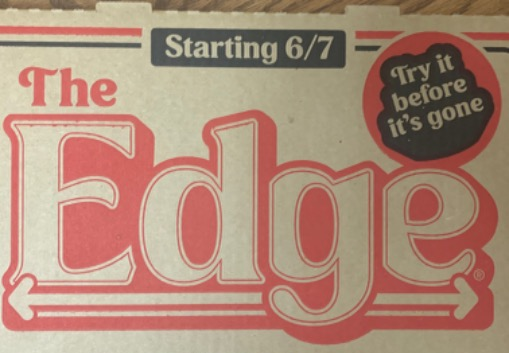 Starting 6/7
Try it
before
it's gone
The
Edge®